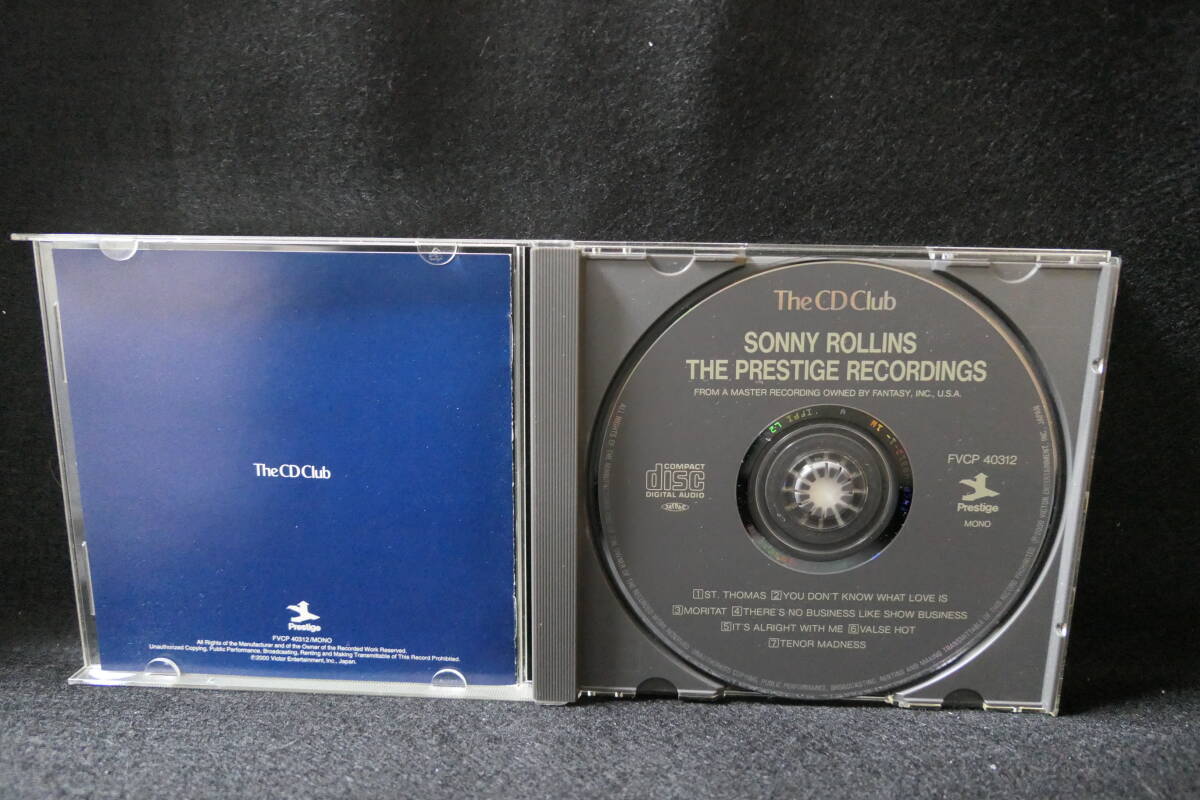 The CD Club
Prestige
FVCP 40312/MONO
All Rights of the Manufacturer and of the Owner of the Recorded Work Reserved.
Unauthorized Copying, Public Performance, Broadcasting, Renting and Making Transmittable of This Record Prohibited.
℗2000 Victor Entertainment, Inc., Japan.
The CD Club
SONNY ROLLINS
THE PRESTIGE RECORDINGS
FROM A MASTER RECORDING OWNED BY FANTASY, INC., U.S.A.
COMPACT
disc
DIGITAL AUDIO
FVCP 40312
Prestige
MONO
1 ST. THOMAS 2 YOU DON'T KNOW WHAT LOVE IS
3 MORITAT 4 THERE'S NO BUSINESS LIKE SHOW BUSINESS
5 IT'S ALRIGHT WITH ME 6 VALSE HOT
7 TENOR MADNESS